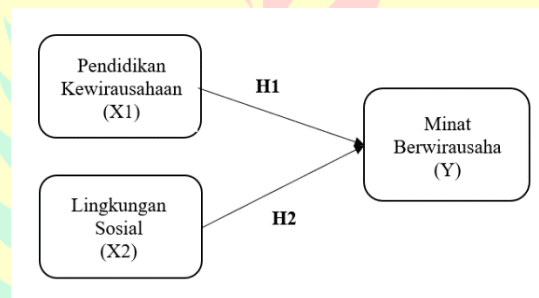 Pendidikan
Kewirausahaan
(X1)
H1
Minat
Berwirausaha
(Y)
Lingkungan
Sosial
(X2)
H2